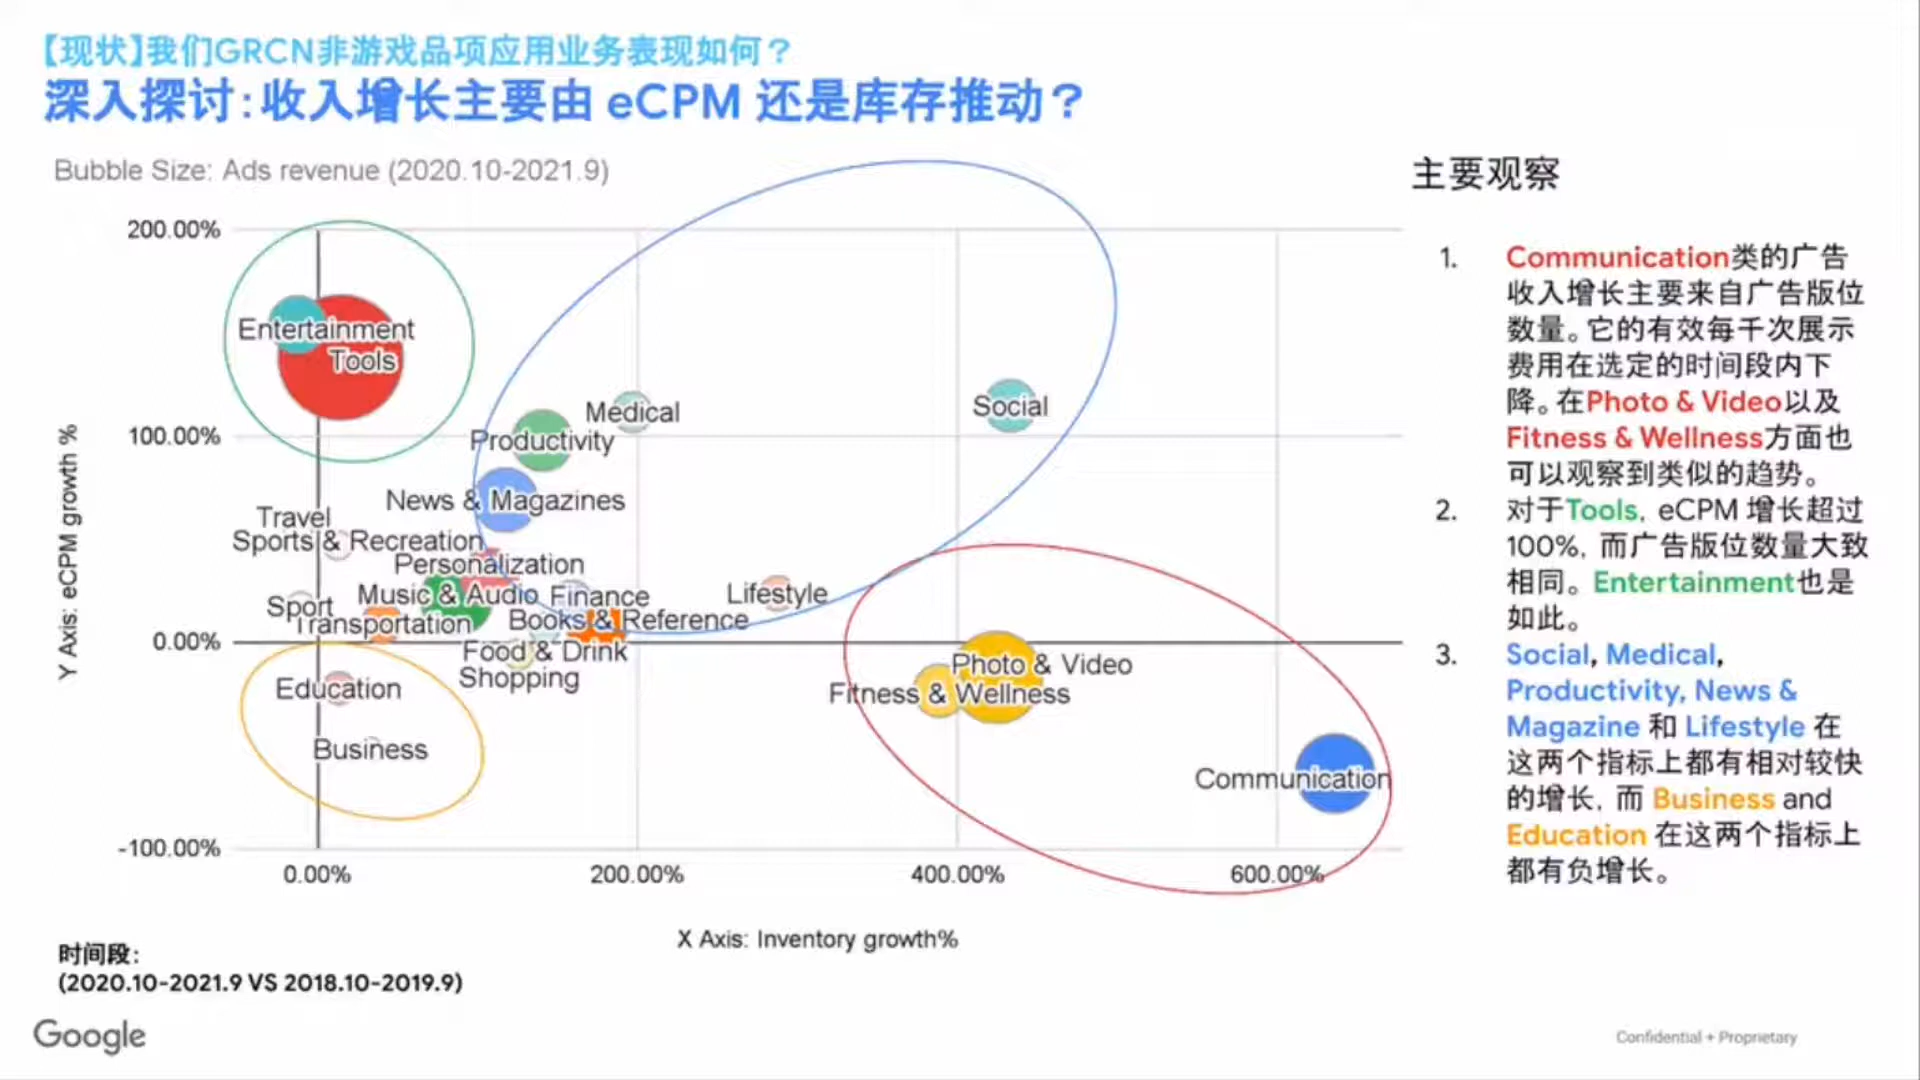 【现状】我们GRCN非游戏品项应用业务表现如何？
深入探讨：收入增长主要由 eCPM 还是库存推动？
Bubble Size: Ads revenue (2020.10-2021.9)
Y Axis: eCPM growth %
200.00%
100.00%
0.00%
-100.00%
Entertainment
Tools
Medical
Social
Productivity
News & Magazines
Travel
Sports & Recreation
Personalization
Music & Audio
Finance
Lifestyle
Sport
Transportation
Books & Reference
Food & Drink
Shopping
Education
Business
Photo & Video
Fitness & Wellness
Communication
0.00%
200.00%
400.00%
600.00%
X Axis: Inventory growth%
时间段：
(2020.10-2021.9 VS 2018.10-2019.9)
主要观察
1. Communication类的广告
收入增长主要来自广告版位
数量。它的有效每千次展示
费用在选定的时间段内下
降。在Photo & Video以及
Fitness & Wellness方面也
可以观察到类似的趋势。
2. 对于Tools，eCPM 增长超过
100%，而广告版位数量大致
相同。Entertainment也是
如此。
3. Social, Medical,
Productivity, News &
Magazine 和 Lifestyle 在
这两个指标上都有相对较快
的增长，而 Business and
Education 在这两个指标上
都有负增长。
Google
Confidential + Proprietary